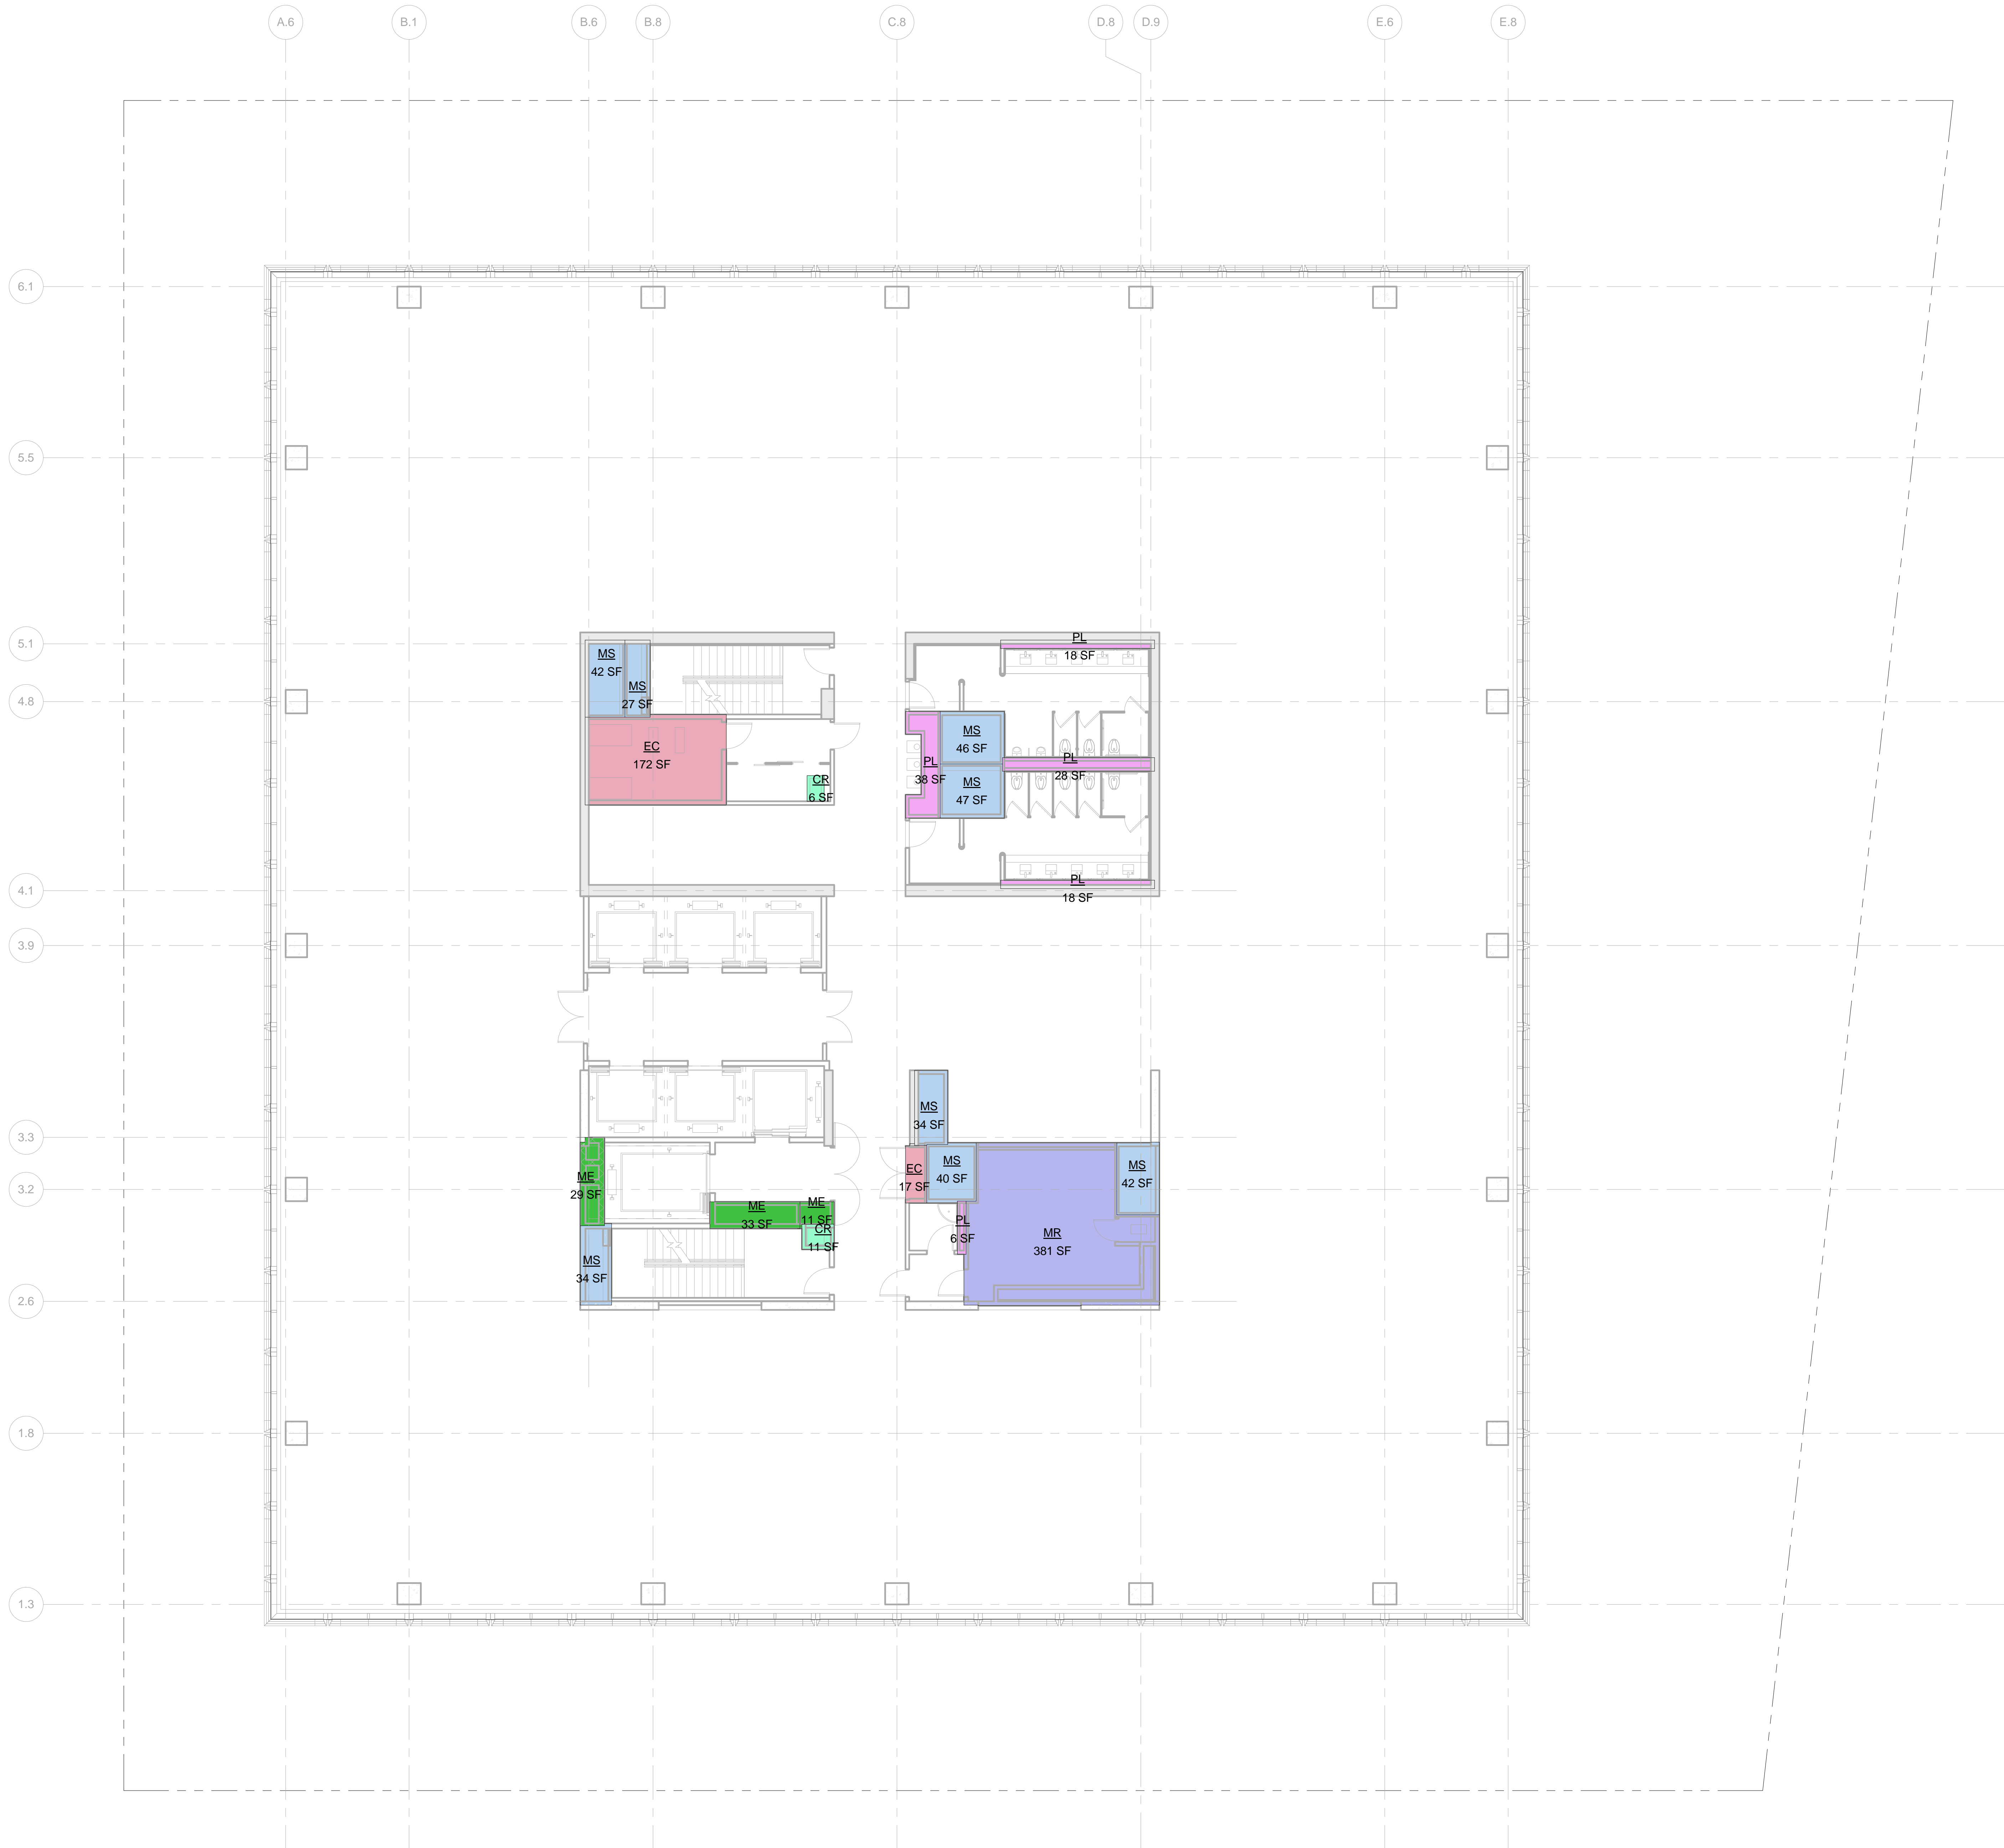 A.6
B.1
B.6
B.8
C.8
D.8
D.9
E.6
E.8
6.1
5.5
5.1
4.8
4.1
3.9
3.3
3.2
2.6
1.8
1.3
MS
42 SF
MS
27 SF
EC
172 SF
CR
6 SF
PL
18 SF
MS
46 SF
PL
38 SF
PL
28 SF
MS
47 SF
PL
18 SF
ME
29 SF
ME
33 SF
ME
11 SF
CR
11 SF
MS
34 SF
MS
34 SF
EC
17 SF
MS
40 SF
MS
42 SF
PL
6 SF
MR
381 SF